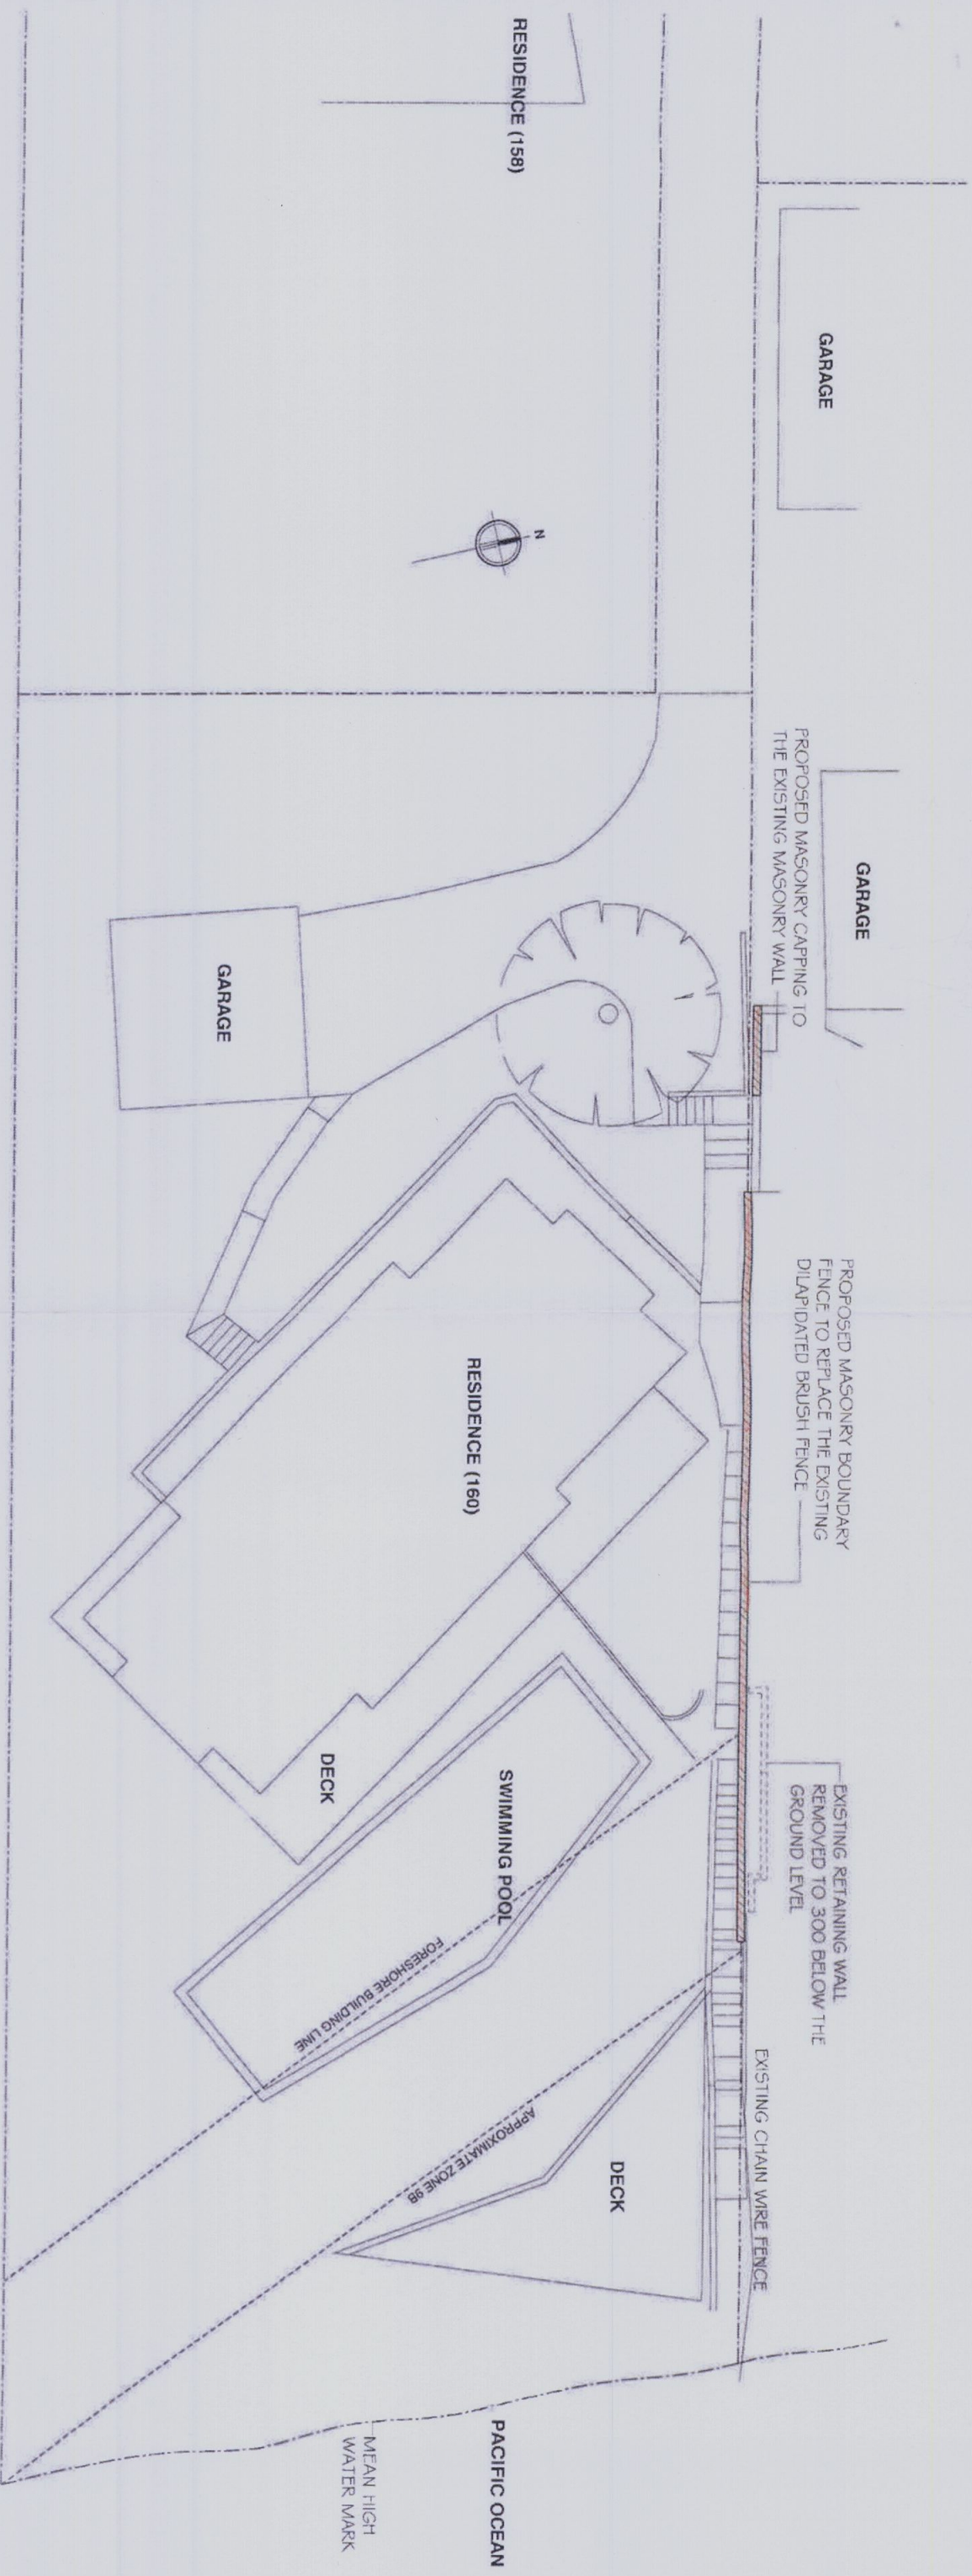 RESIDENCE (158)
GARAGE
N
PROPOSED MASONRY CAPPING TO
THE EXISTING MASONRY WALL
GARAGE
GARAGE
PROPOSED MASONRY BOUNDARY
FENCE TO REPLACE THE EXISTING
DILAPIDATED BRUSH FENCE
RESIDENCE (160)
DECK
SWIMMING POOL
FORESHORE BUILDING LINE
EXISTING RETAINING WALL
REMOVED TO 300 BELOW THE
GROUND LEVEL
EXISTING CHAIN WIRE FENCE
APPROXIMATE ZONE 9B
DECK
MEAN HIGH
WATER MARK
PACIFIC OCEAN